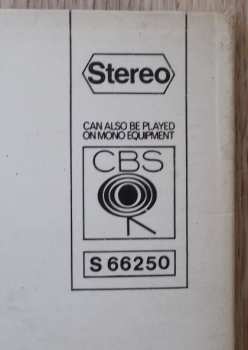 Stereo
CAN ALSO BE PLAYED
ON MONO EQUIPMENT
CBS
S 66250